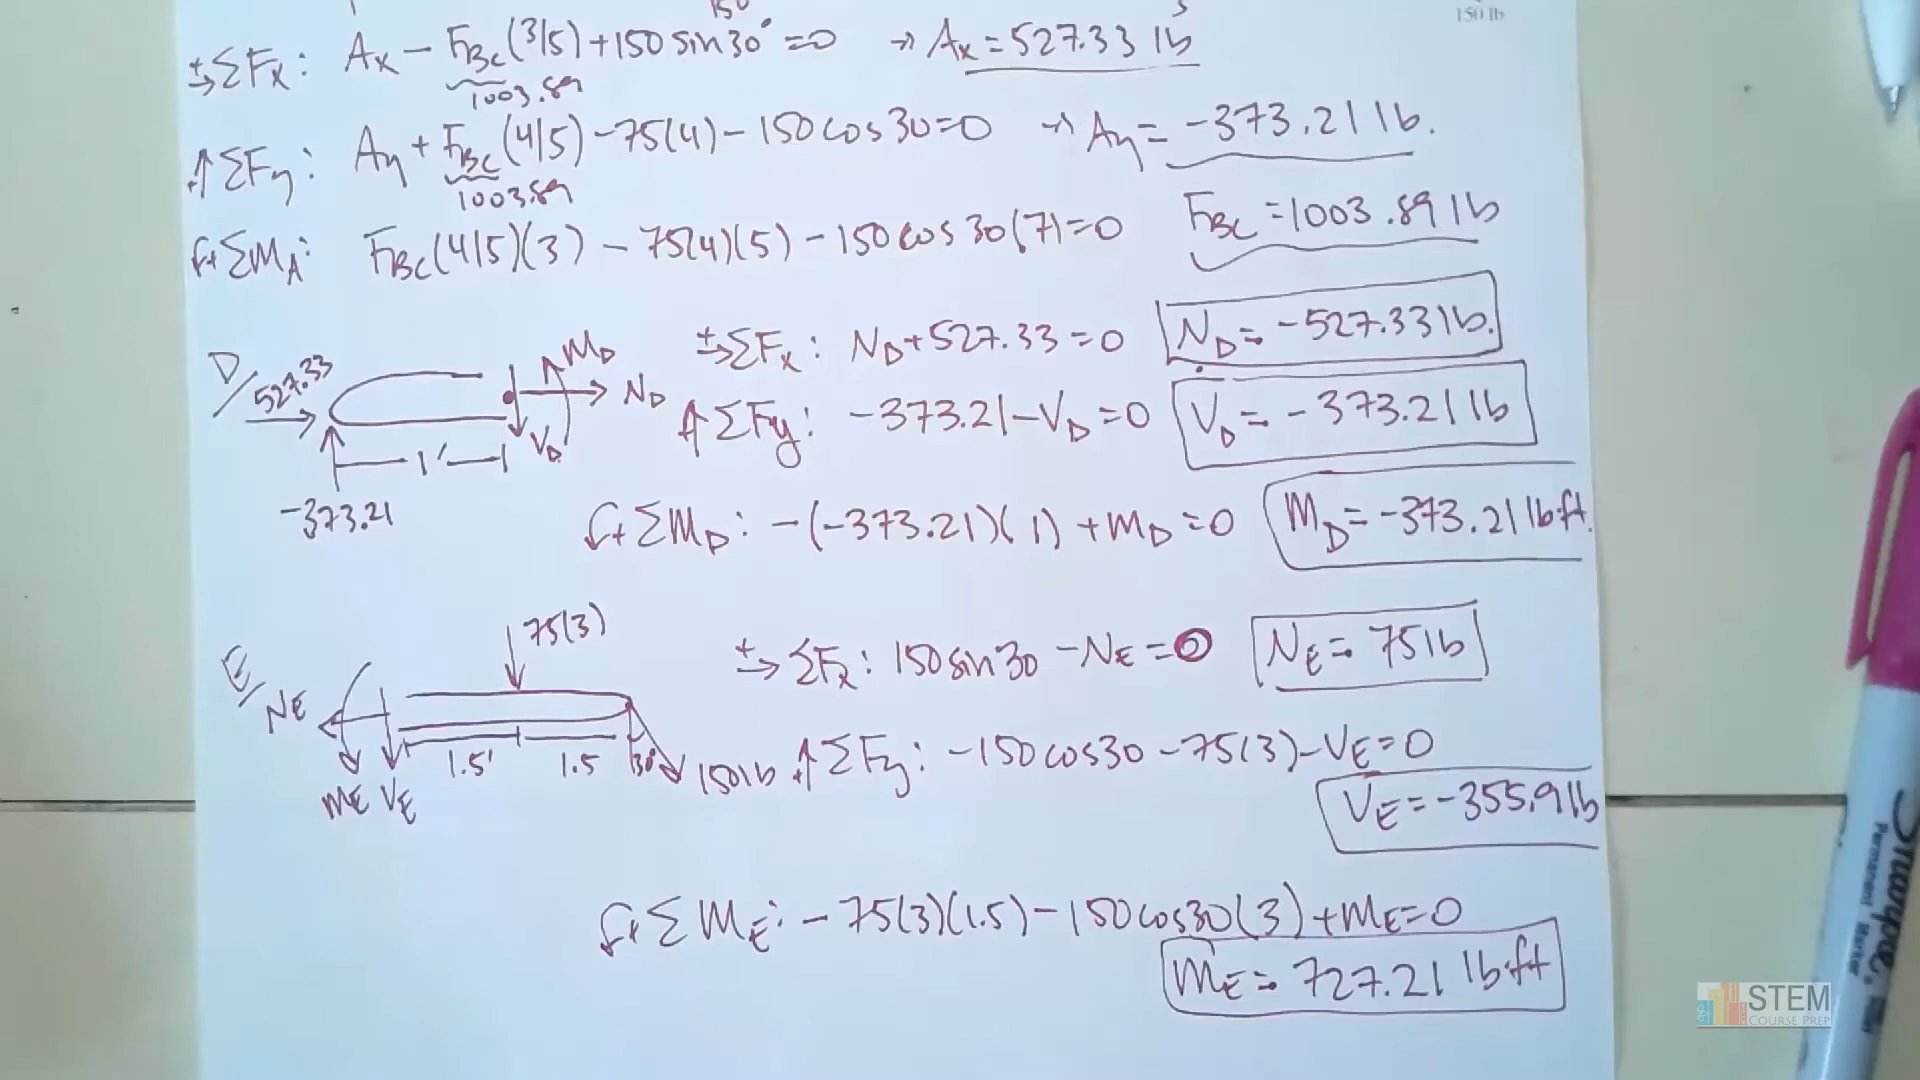 150
150 lb
+→ ΣFx: Ax - FBC(3/5) + 150 sin 30° = 0 → Ax = 527.33 lb
1003.89
+↑ ΣFy: Ay + FBC(4/5) - 75(4) - 150 cos 30 = 0 → Ay = -373.21 lb.
1003.89
ΣMA: FBC(4/5)(3) - 75(4)(5) - 150 cos 30 (7) = 0 FBC = 1003.89 lb
D/ 527.33 MD ND VD 1'
-373.21
+→ ΣFx: ND + 527.33 = 0 ND = -527.33 lb.
+↑ ΣFy: -373.21 - VD = 0 VD = -373.21 lb
+ ΣMD: -(-373.21)(1) + MD = 0 MD = -373.21 lb·ft.
E/ 75(3)
NE ME VE 1.5' 1.5 30° 150 lb
+→ ΣFx: 150 sin 30 - NE = 0 NE = 75 lb
+↑ ΣFy: -150 cos 30 - 75(3) - VE = 0
VE = -355.9 lb
+ ΣME: -75(3)(1.5) - 150 cos 30 (3) + ME = 0
ME = 727.21 lb·ft
Sharpie
Permanent Marker
STEM
COURSE PREP